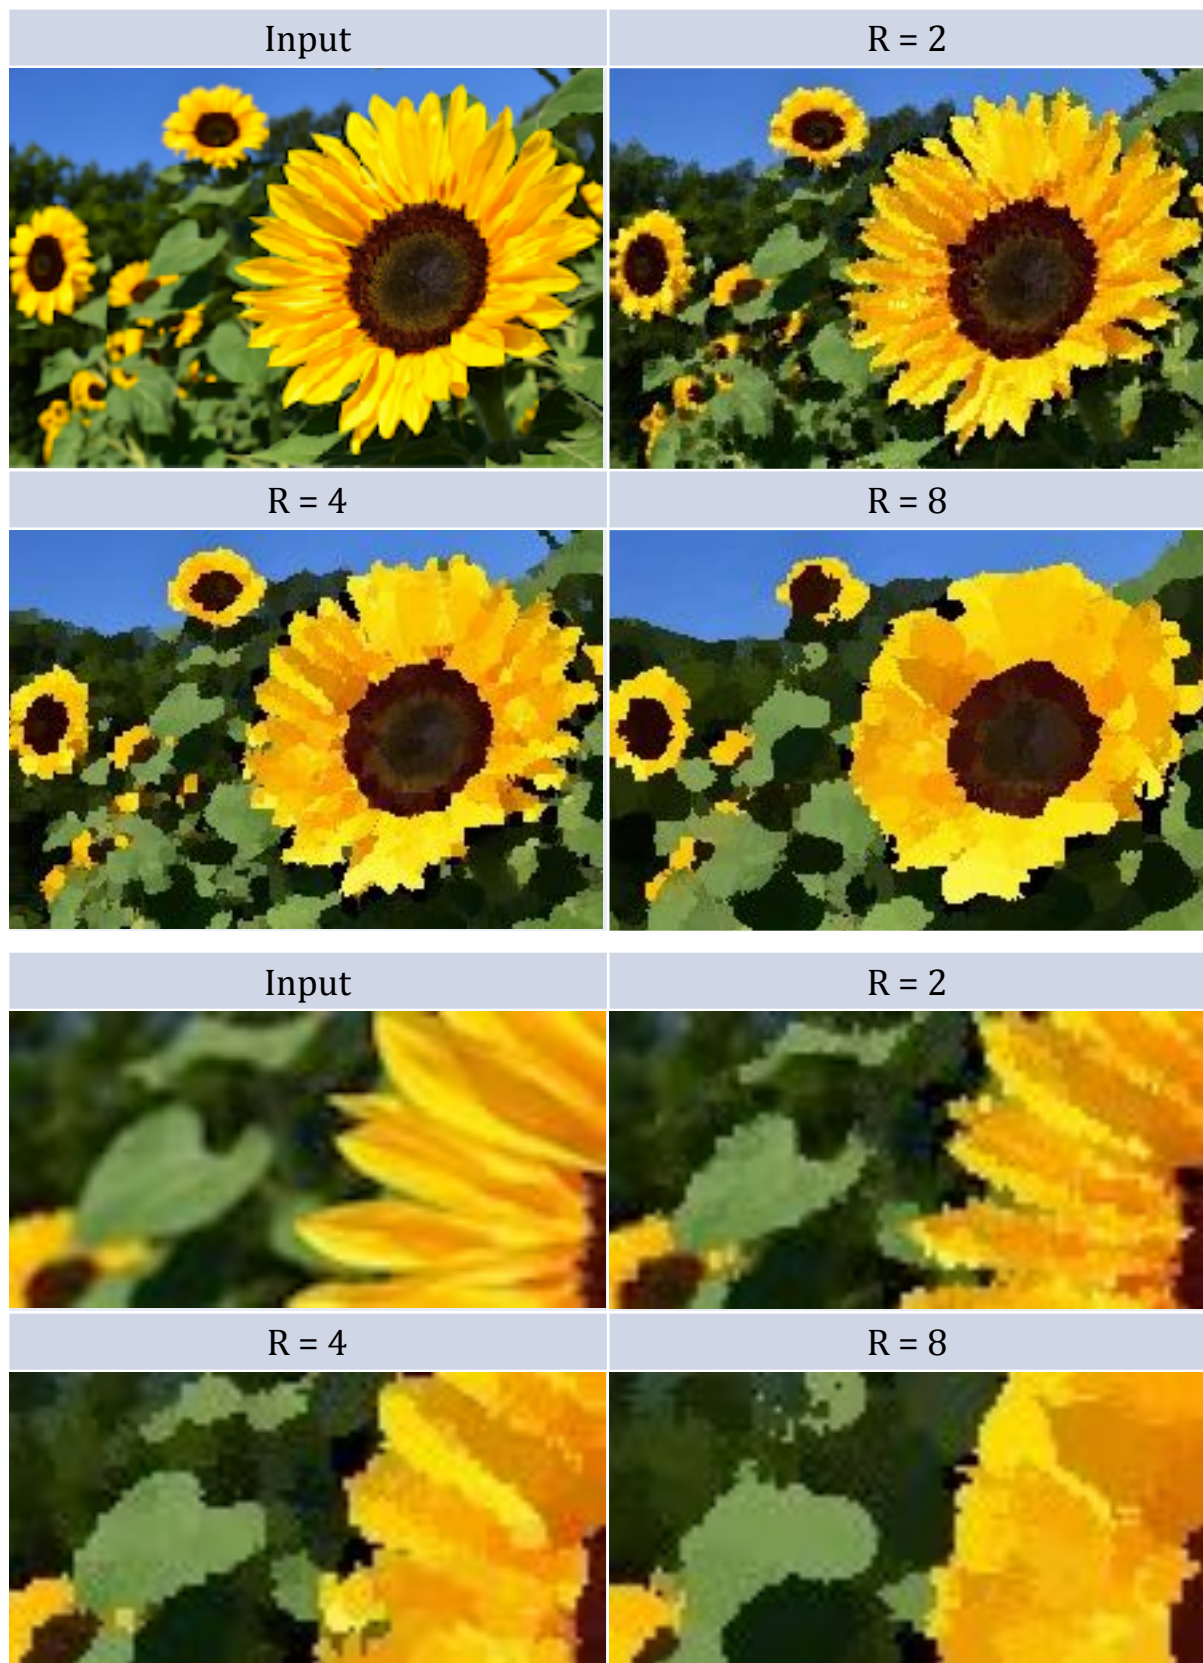 Input
R = 2
R = 4
R = 8
Input
R = 2
R = 4
R = 8